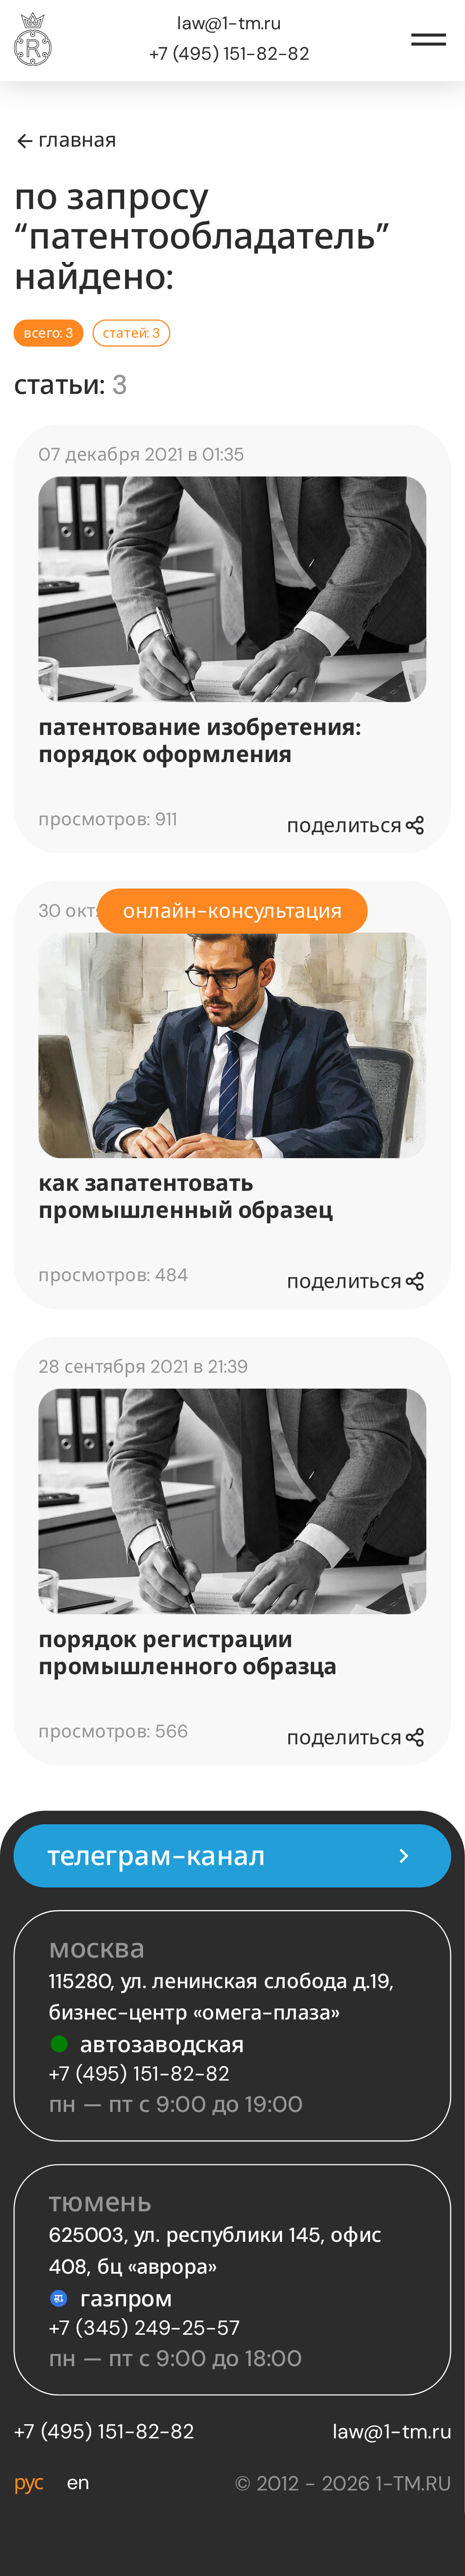 law@1-tm.ru
+7 (495) 151-82-82
R
главная
по запросу
“патентообладатель”
найдено:
всего: 3
статей: 3
статьи: 3
07 декабря 2021 в 01:35
патентование изобретения:
порядок оформления
просмотров: 911
поделиться
30
онлайн-консультация
как запатентовать
промышленный образец
просмотров: 484
поделиться
28 сентября 2021 в 21:39
порядок регистрации
промышленного образца
просмотров: 566
поделиться
телеграм-канал
москва
115280, ул. ленинская слобода д.19,
бизнес-центр «омега-плаза»
автозаводская
+7 (495) 151-82-82
пн — пт с 9:00 до 19:00
тюмень
625003, ул. республики 145, офис
408, бц «аврора»
газпром
+7 (345) 249-25-57
пн — пт с 9:00 до 18:00
+7 (495) 151-82-82
law@1-tm.ru
рус
en
© 2012 - 2026 1-TM.RU